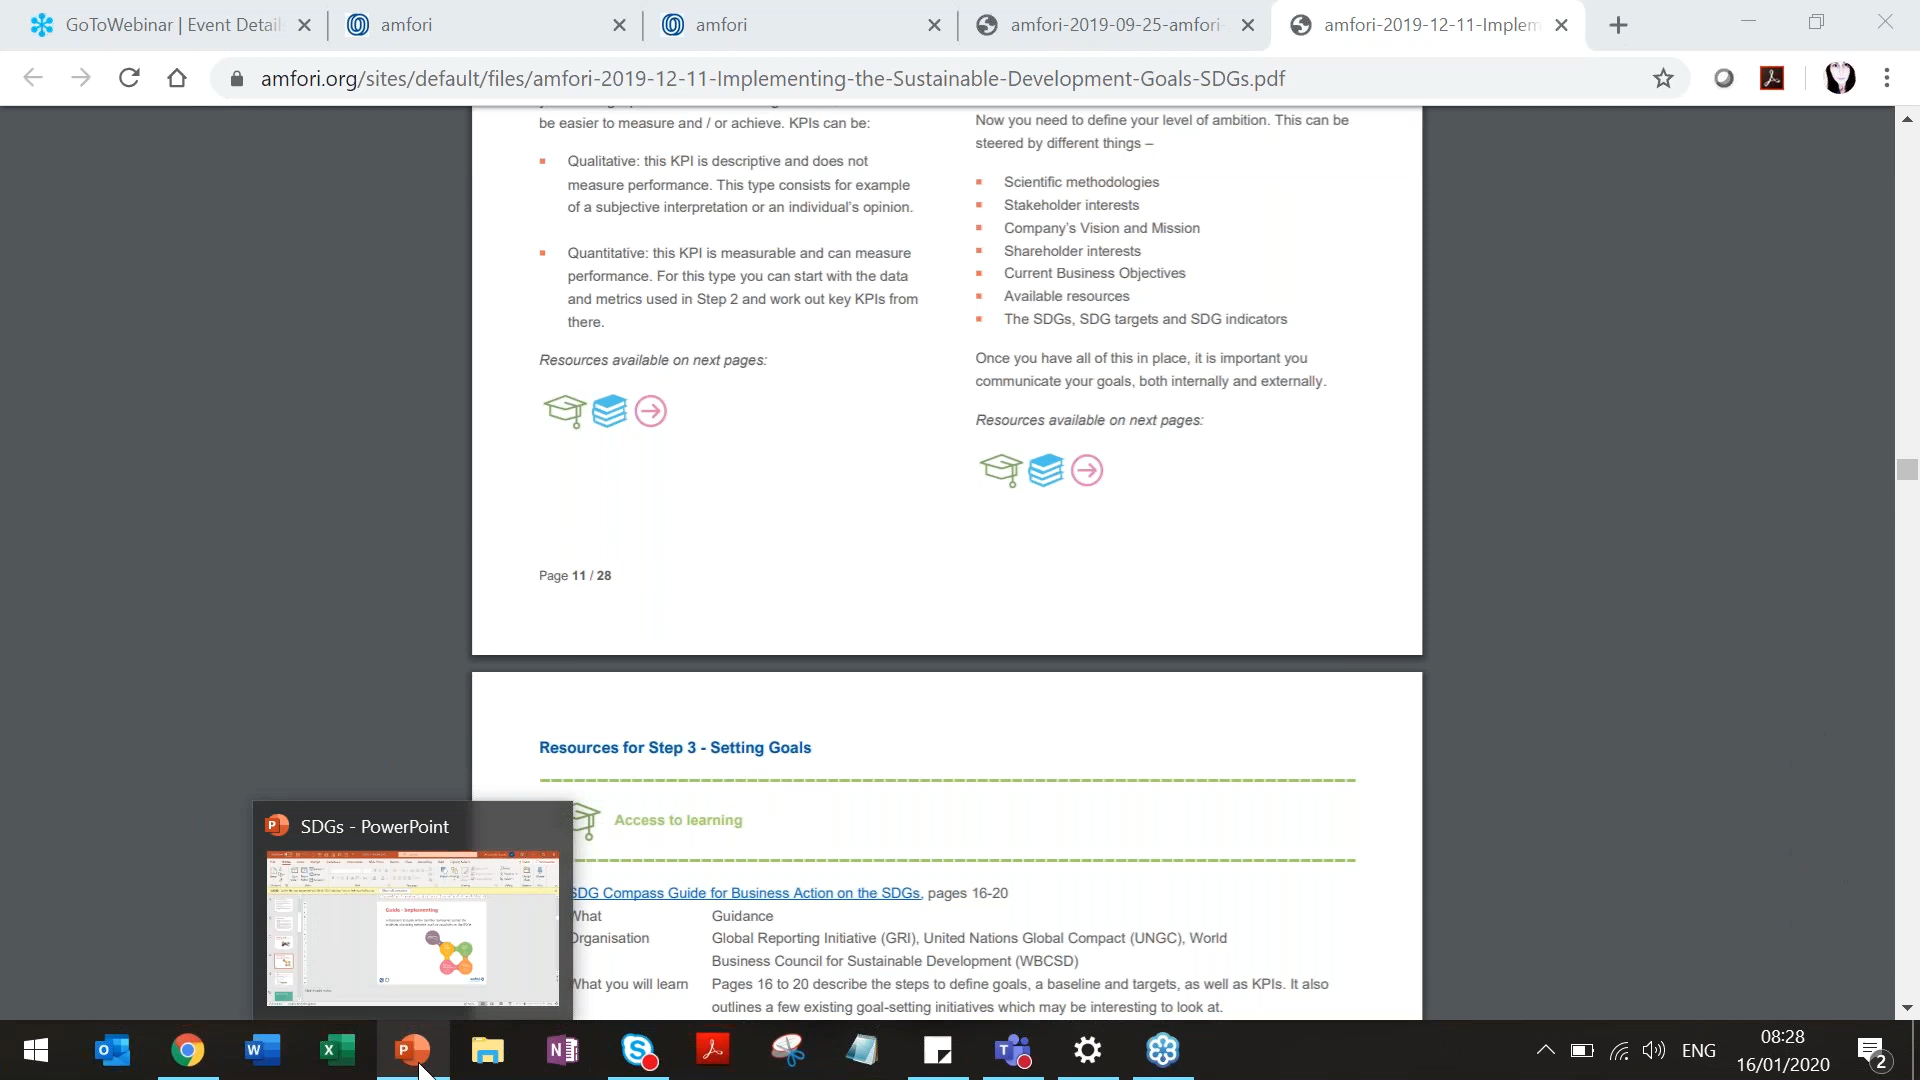 GoToWebinar | Event Detail
amfori
amfori
amfori-2019-09-25-amfori-
amfori-2019-12-11-Implem
amfori.org/sites/default/files/amfori-2019-12-11-Implementing-the-Sustainable-Development-Goals-SDGs.pdf
be easier to measure and / or achieve. KPIs can be:
Qualitative: this KPI is descriptive and does not
measure performance. This type consists for example
of a subjective interpretation or an individual's opinion.
Quantitative: this KPI is measurable and can measure
performance. For this type you can start with the data
and metrics used in Step 2 and work out key KPIs from
there.
Resources available on next pages:
Now you need to define your level of ambition. This can be
steered by different things –
Scientific methodologies
Stakeholder interests
Company's Vision and Mission
Shareholder interests
Current Business Objectives
Available resources
The SDGs, SDG targets and SDG indicators
Once you have all of this in place, it is important you
communicate your goals, both internally and externally.
Resources available on next pages:
Page 11 / 28
Resources for Step 3 - Setting Goals
Access to learning
SDG Compass Guide for Business Action on the SDGs, pages 16-20
What Guidance
Organisation Global Reporting Initiative (GRI), United Nations Global Compact (UNGC), World
Business Council for Sustainable Development (WBCSD)
What you will learn Pages 16 to 20 describe the steps to define goals, a baseline and targets, as well as KPIs. It also
outlines a few existing goal-setting initiatives which may be interesting to look at.
SDGs - PowerPoint
Guide - Implementing
ENG
08:28
16/01/2020
2